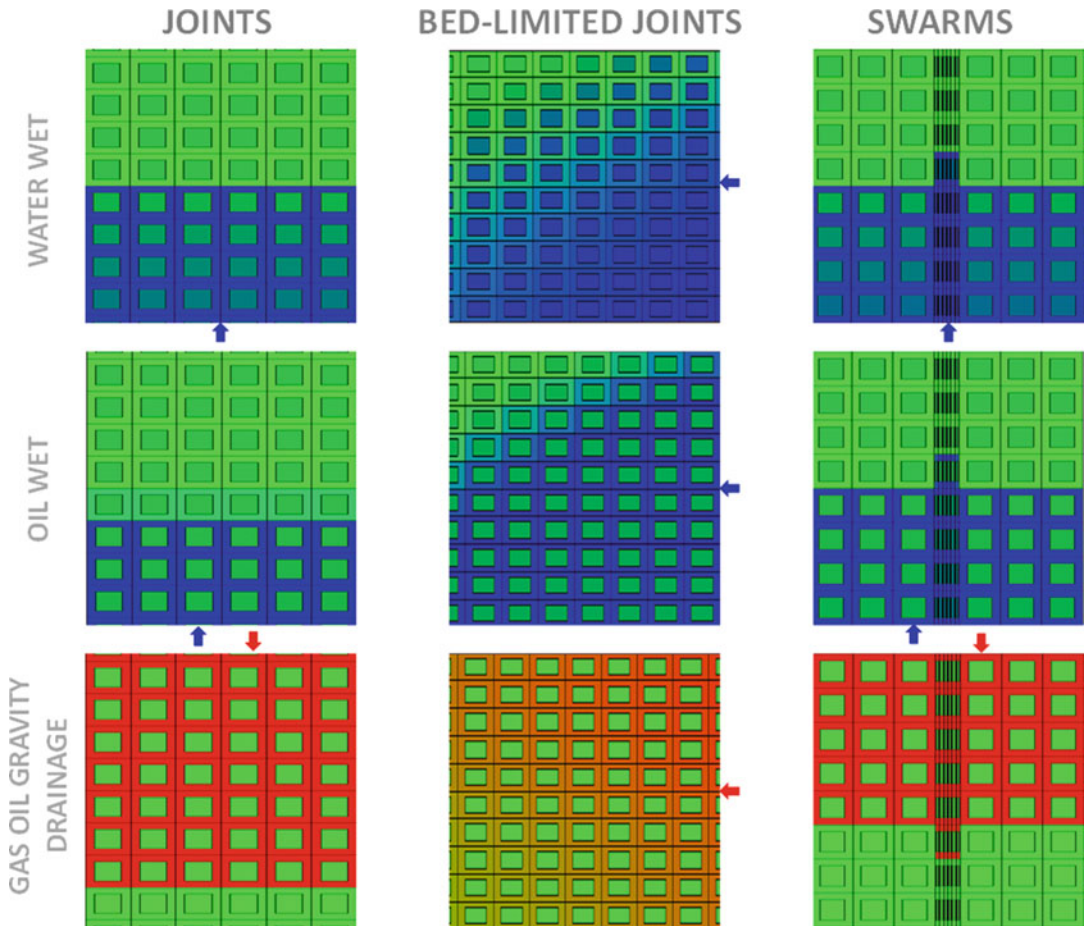 JOINTS
BED-LIMITED JOINTS
SWARMS
WATER WET
OIL WET
GAS OIL GRAVITY
DRAINAGE